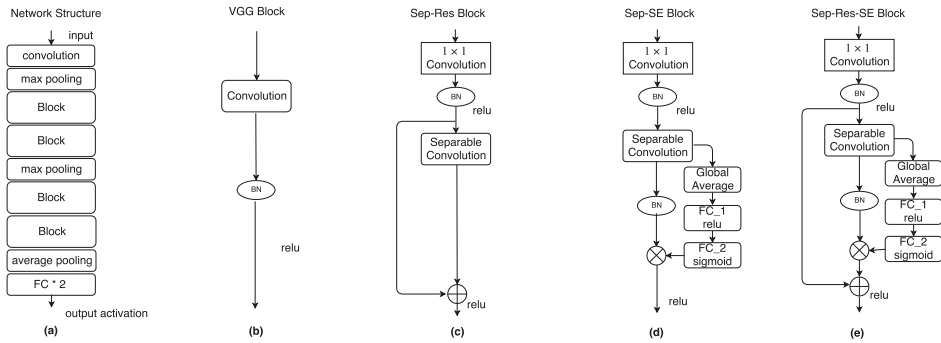 Network Structure
input
convolution
max pooling
Block
Block
max pooling
Block
Block
average pooling
FC * 2
output activation
(a)
VGG Block
Convolution
BN
relu
(b)
Sep-Res Block
1 × 1
Convolution
BN
relu
Separable
Convolution
relu
(c)
Sep-SE Block
1 × 1
Convolution
BN
relu
Separable
Convolution
Global
Average
BN
FC_1
relu
FC_2
sigmoid
relu
(d)
Sep-Res-SE Block
1 × 1
Convolution
BN
relu
Separable
Convolution
Global
Average
BN
FC_1
relu
FC_2
sigmoid
relu
(e)